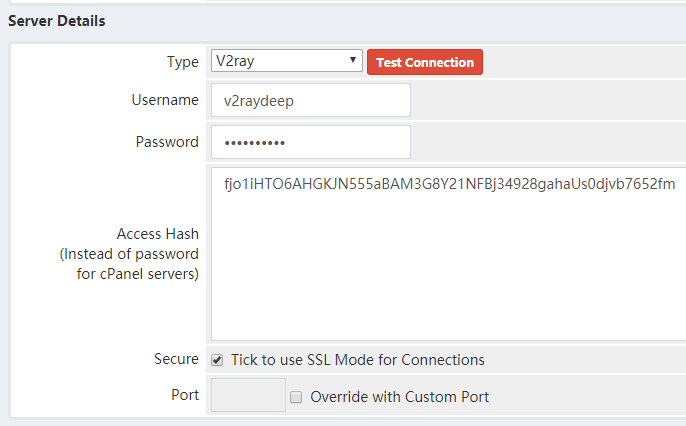 Server Details
Type V2ray Test Connection
Username v2raydeep
Password ••••••••••
Access Hash
(Instead of password
for cPanel servers)
fjo1iHTO6AHGKJN555aBAM3G8Y21NFBj34928gahaUs0djvb7652fm
Secure Tick to use SSL Mode for Connections
Port Override with Custom Port